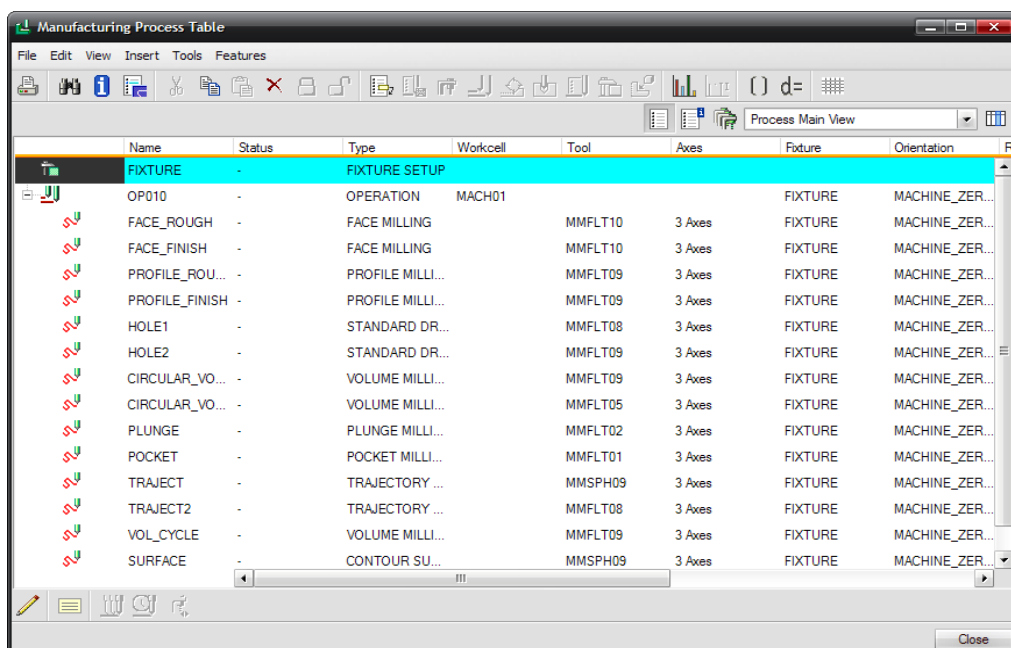 Manufacturing Process Table
File Edit View Insert Tools Features
d=
Process Main View
Name Status Type Workcell Tool Axes Fixture Orientation
FIXTURE - FIXTURE SETUP
OP010 - OPERATION MACH01 FIXTURE MACHINE_ZER...
FACE_ROUGH - FACE MILLING MMFLT10 3 Axes FIXTURE MACHINE_ZER...
FACE_FINISH - FACE MILLING MMFLT10 3 Axes FIXTURE MACHINE_ZER...
PROFILE_ROU... - PROFILE MILLI... MMFLT09 3 Axes FIXTURE MACHINE_ZER...
PROFILE_FINISH - PROFILE MILLI... MMFLT09 3 Axes FIXTURE MACHINE_ZER...
HOLE1 - STANDARD DR... MMFLT08 3 Axes FIXTURE MACHINE_ZER...
HOLE2 - STANDARD DR... MMFLT09 3 Axes FIXTURE MACHINE_ZER...
CIRCULAR_VO... - VOLUME MILLI... MMFLT09 3 Axes FIXTURE MACHINE_ZER...
CIRCULAR_VO... - VOLUME MILLI... MMFLT05 3 Axes FIXTURE MACHINE_ZER...
PLUNGE - PLUNGE MILLI... MMFLT02 3 Axes FIXTURE MACHINE_ZER...
POCKET - POCKET MILLI... MMFLT01 3 Axes FIXTURE MACHINE_ZER...
TRAJECT - TRAJECTORY ... MMSPH09 3 Axes FIXTURE MACHINE_ZER...
TRAJECT2 - TRAJECTORY ... MMFLT08 3 Axes FIXTURE MACHINE_ZER...
VOL_CYCLE - VOLUME MILLI... MMFLT09 3 Axes FIXTURE MACHINE_ZER...
SURFACE - CONTOUR SU... MMSPH09 3 Axes FIXTURE MACHINE_ZER...
Close